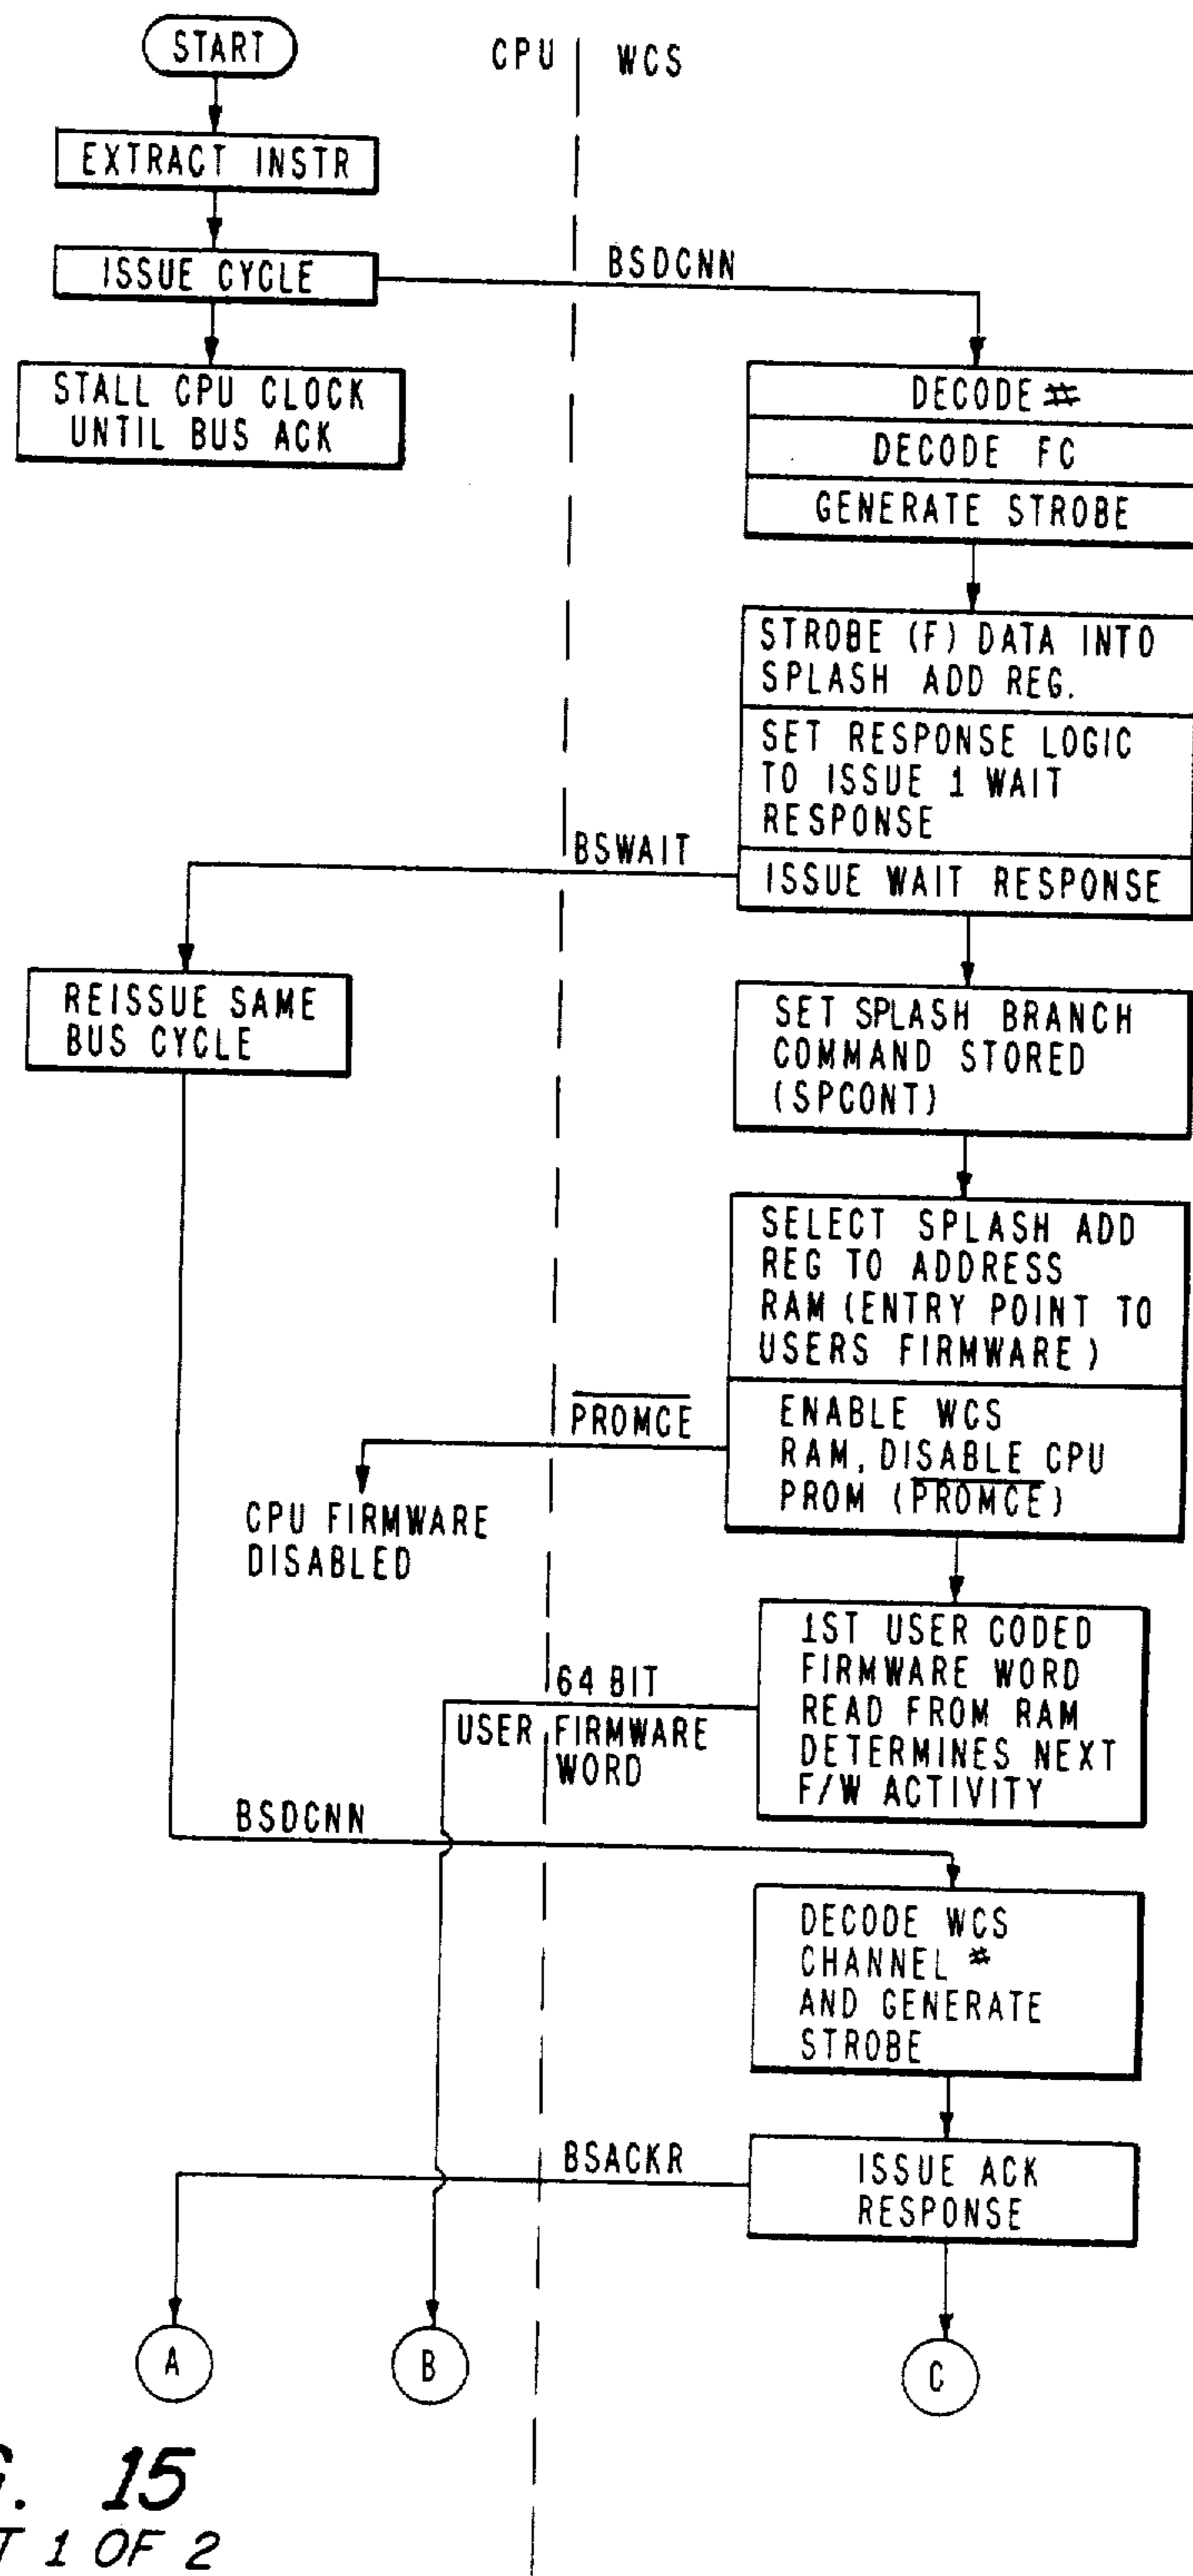 START
CPU
WCS
EXTRACT INSTR
ISSUE CYCLE
BSDCNN
STALL CPU CLOCK
UNTIL BUS ACK
DECODE #
DECODE FC
GENERATE STROBE
STROBE (F) DATA INTO
SPLASH ADD REG.
SET RESPONSE LOGIC
TO ISSUE 1 WAIT
RESPONSE
BSWAIT
ISSUE WAIT RESPONSE
REISSUE SAME
BUS CYCLE
SET SPLASH BRANCH
COMMAND STORED
(SPCONT)
SELECT SPLASH ADD
REG TO ADDRESS
RAM (ENTRY POINT TO
USERS FIRMWARE)
PROMCE
ENABLE WCS
RAM, DISABLE CPU
PROM (PROMCE)
CPU FIRMWARE
DISABLED
1ST USER CODED
FIRMWARE WORD
READ FROM RAM
DETERMINES NEXT
F/W ACTIVITY
64 BIT
USER FIRMWARE
WORD
BSDCNN
DECODE WCS
CHANNEL #
AND GENERATE
STROBE
BSACKR
ISSUE ACK
RESPONSE
A
B
C
G. 15
T 1 OF 2